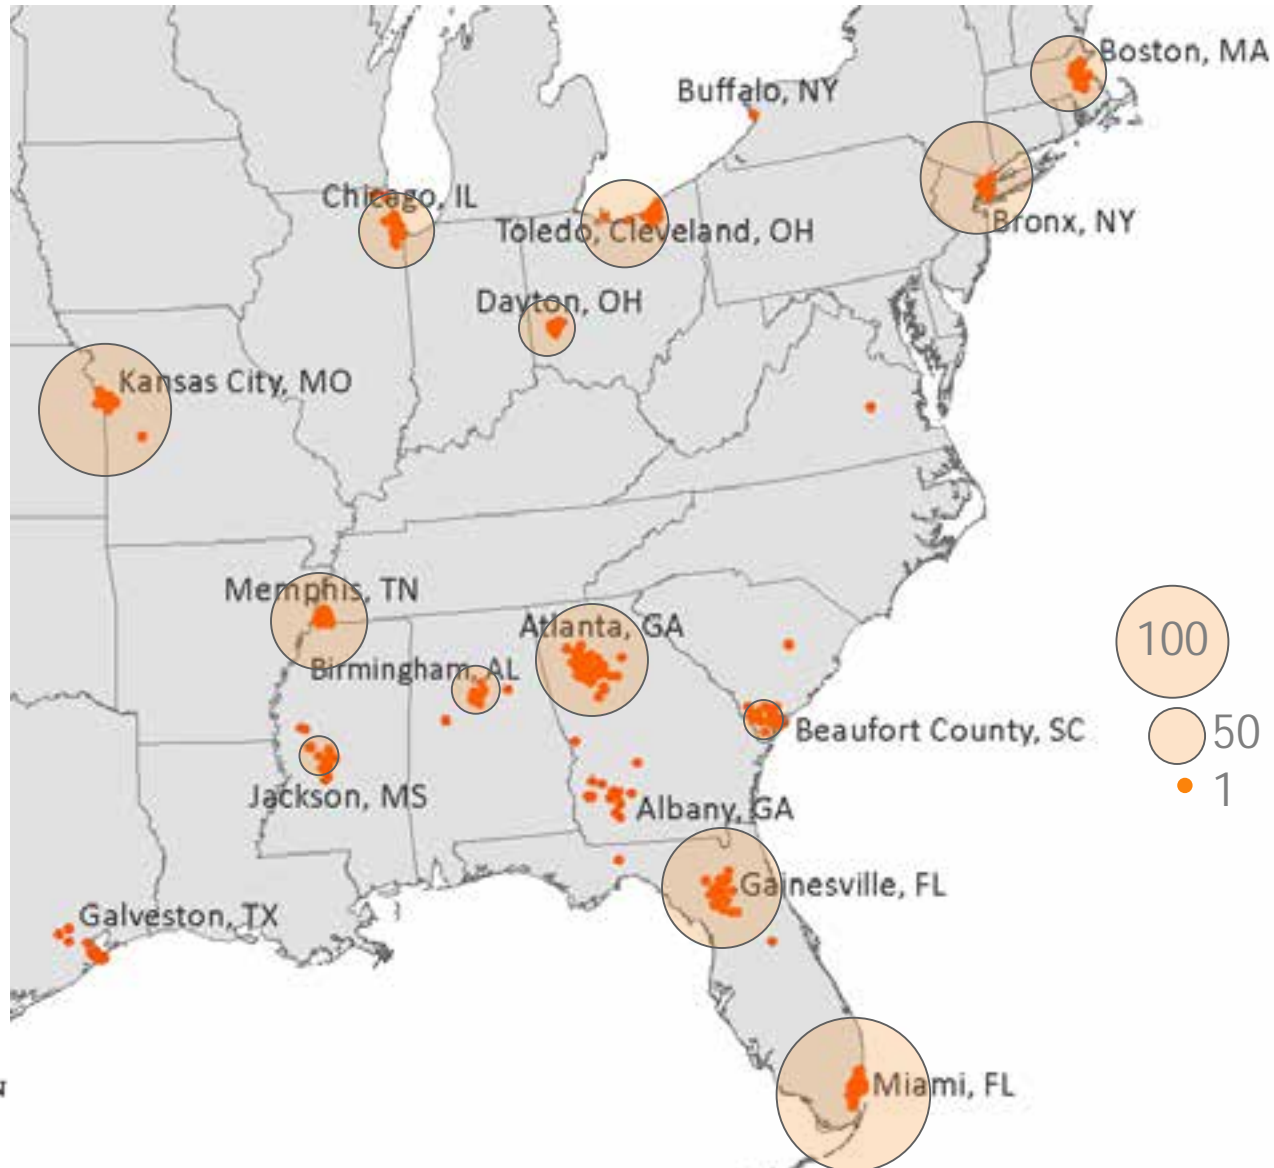 Boston, MA
Buffalo, NY
Chicago, IL
Bronx, NY
Toledo, Cleveland, OH
Dayton, OH
Kansas City, MO
Memphis, TN
Atlanta, GA
100
Birmingham, AL
Beaufort County, SC
50
1
Jackson, MS
Albany, GA
Gainesville, FL
Galveston, TX
Miami, FL